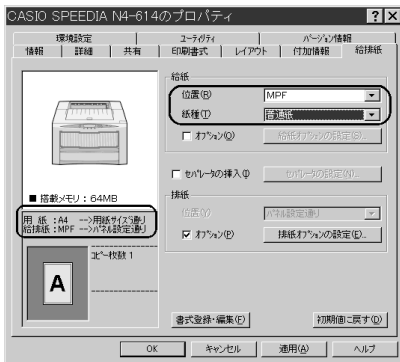 CASIO SPEEDIA N4-614のプロパティ
環境設定 ユーティリティ バージョン情報
情報 詳細 共有 印刷書式 レイアウト 付加情報 給排紙
給紙
位置(R) MPF
紙種(T) 普通紙
オプション(O) 給紙オプションの設定(S)...
■ 搭載メモリ：64MB
セパレータの挿入(I) セパレータの設定(N)...
用 紙 ：A4 -->用紙サイズ通り
給排紙：MPF -->パネル設定通り
排紙
位置(Y) パネル設定通り
オプション(P) 排紙オプションの設定(E)...
コピー枚数 1
A
書式登録・編集(F) 初期値に戻す(D)
OK キャンセル 適用(A) ヘルプ